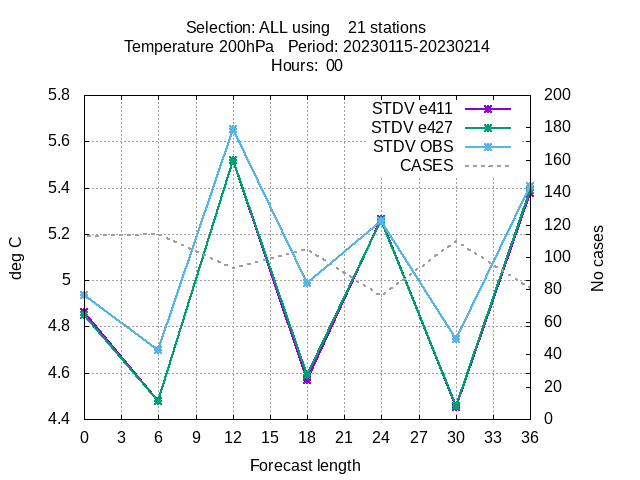 Selection: ALL using 21 stations
Temperature 200hPa Period: 20230115-20230214
Hours: 00
STDV e411
STDV e427
STDV OBS
CASES
5.8
5.6
5.4
5.2
5
4.8
4.6
4.4
200
180
160
140
120
100
80
60
40
20
0
deg C
No cases
0 3 6 9 12 15 18 21 24 27 30 33 36
Forecast length